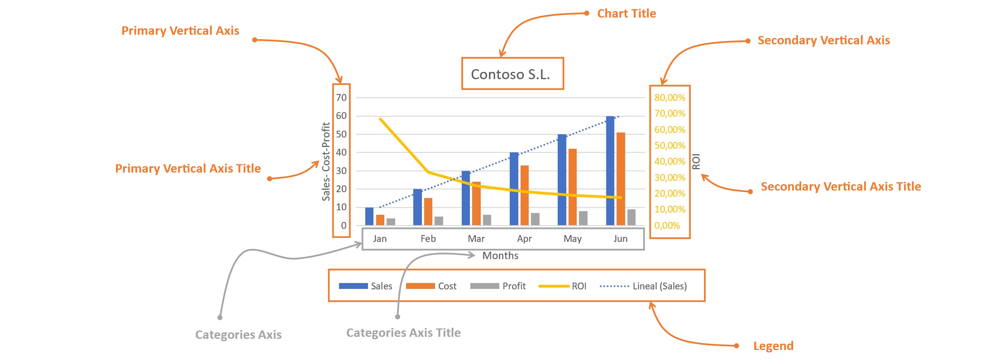 Chart Title
Primary Vertical Axis
Secondary Vertical Axis
Contoso S.L.
70
60
50
40
30
20
10
0
Sales- Cost-Profit
80,00%
70,00%
60,00%
50,00%
40,00%
30,00%
20,00%
10,00%
0,00%
ROI
Primary Vertical Axis Title
Secondary Vertical Axis Title
Jan Feb Mar Apr May Jun
Months
Sales Cost Profit ROI Lineal (Sales)
Categories Axis
Categories Axis Title
Legend